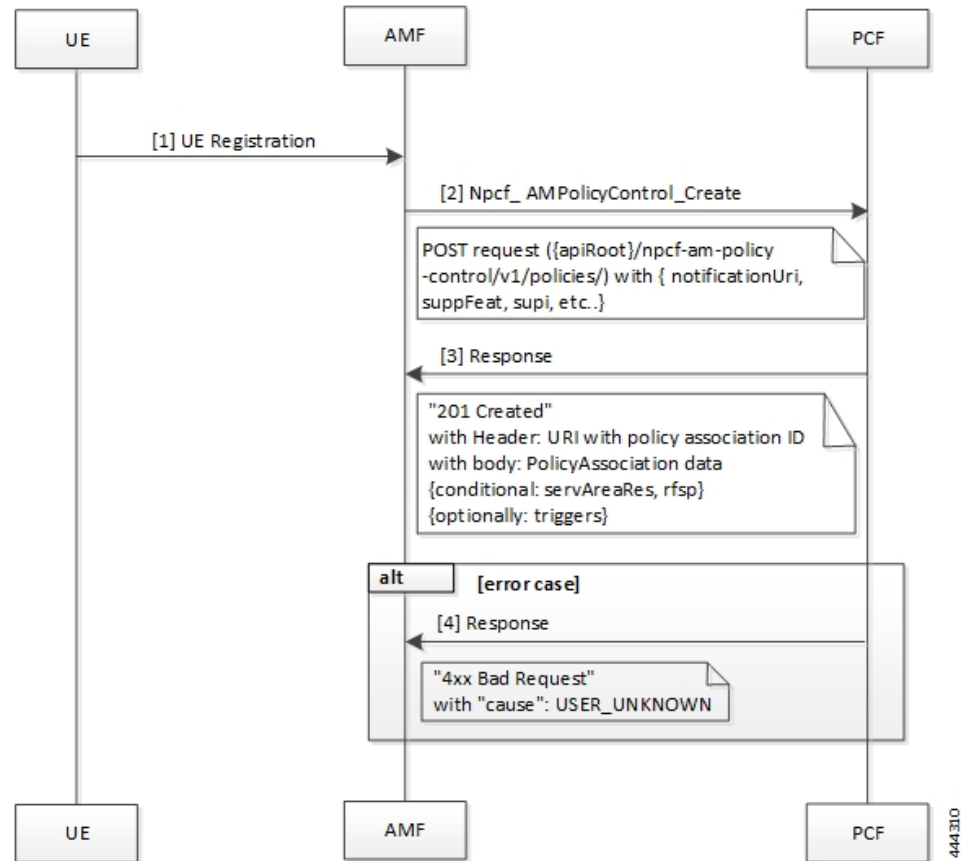 UE
AMF
PCF
[1] UE Registration
[2] Npcf_ AMPolicyControl_Create
POST request ({apiRoot}/npcf-am-policy
-control/v1/policies/) with { notificationUri,
suppFeat, supi, etc..}
[3] Response
"201 Created"
with Header: URI with policy association ID
with body: PolicyAssociation data
{conditional: servAreaRes, rfsp}
{optionally: triggers}
alt
[error case]
[4] Response
"4xx Bad Request"
with "cause": USER_UNKNOWN
UE
AMF
PCF
444310